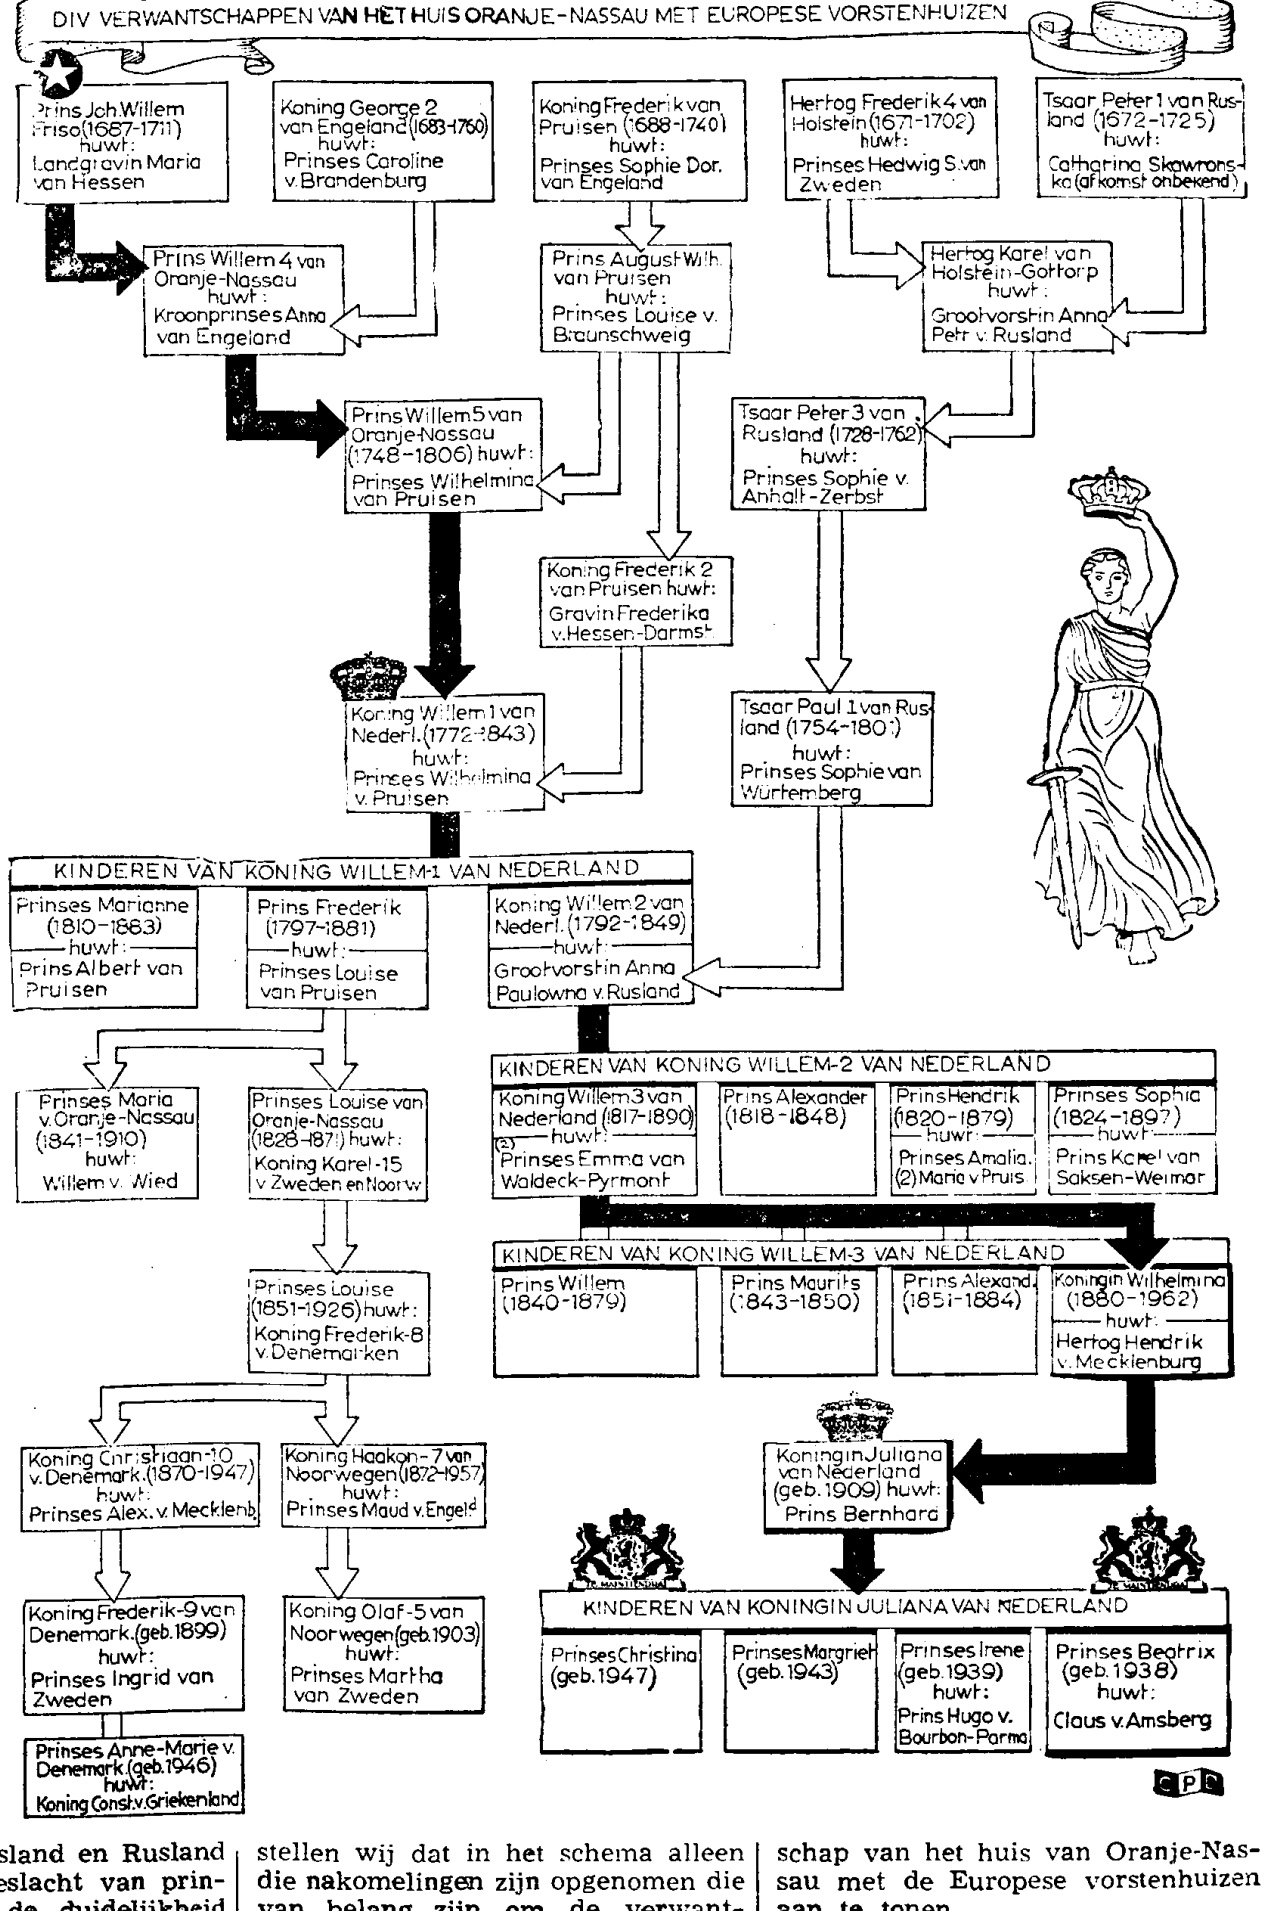 DIV VERWANTSCHAPPEN VAN HET HUIS ORANJE-NASSAU MET EUROPESE VORSTENHUIZEN
Prins Joh.Willem
Friso(1687-1711)
huwt:
Landgravin Maria
van Hessen
Koning George 2
van Engeland(1683-1760)
huwt:
Prinses Caroline
v.Brandenburg
Koning Frederik van
Pruisen (1688-1740)
huwt:
Prinses Sophie Dor.
van Engeland
Hertog Frederik 4 van
Holstein(1671-1702)
huwt:
Prinses Hedwig S.van
Zweden
Tsaar Peter 1 van Rus-
land (1672-1725)
huwt:
Catharina Skawrons-
ka(afkomst onbekend)
Prins Willem 4 van
Oranje-Nassau
huwt:
Kroonprinses Anna
van Engeland
Prins August Wilh.
van Pruisen
huwt:
Prinses Louise v.
Braunschweig
Hertog Karel van
Holstein-Gottorp
huwt:
Grootvorstin Anna
Petr v. Rusland
Prins Willem 5 van
Oranje-Nassau
(1748-1806) huwt:
Prinses Wilhelmina
van Pruisen
Tsaar Peter 3 van
Rusland (1728-1762)
huwt:
Prinses Sophie v.
Anhalt-Zerbst
Koning Frederik 2
van Pruisen huwt:
Gravin Frederika
v.Hessen-Darmst.
Koning Willem 1 van
Nederl.(1772-1843)
huwt:
Prinses Wilhelmina
v. Pruisen
Tsaar Paul 1 van Rus-
land (1754-1801)
huwt:
Prinses Sophie van
Würtemberg
KINDEREN VAN KONING WILLEM-1 VAN NEDERLAND
Prinses Marianne
(1810-1883)
huwt:
Prins Albert van
Pruisen
Prins Frederik
(1797-1881)
huwt:
Prinses Louise
van Pruisen
Koning Willem 2 van
Nederl. (1792-1849)
huwt:
Grootvorstin Anna
Paulowna v.Rusland
Prinses Maria
v.Oranje-Nassau
(1841-1910)
huwt:
Willem v. Wied
Prinses Louise van
Oranje-Nassau
(1828-1871) huwt:
Koning Karel-15
v Zweden en Noorw
KINDEREN VAN KONING WILLEM-2 VAN NEDERLAND
Koning Willem 3 van
Nederland (1817-1890)
(2) huwt:
Prinses Emma van
Waldeck-Pyrmont
Prins Alexander
(1818-1848)
Prins Hendrik
(1820-1879)
huwt:
Prinses Amalia.
(2) Maria v Pruis.
Prinses Sophia
(1824-1897)
huwt:
Prins Karel van
Saksen-Weimar
KINDEREN VAN KONING WILLEM-3 VAN NEDERLAND
Prins Willem
(1840-1879)
Prins Maurits
(1843-1850)
Prins Alexand.
(1851-1884)
Koningin Wilhelmina
(1880-1962)
huwt:
Hertog Hendrik
v.Mecklenburg
Prinses Louise
(1851-1926) huwt:
Koning Frederik-8
v.Denemarken
Koning Christiaan-10
v.Denemark.(1870-1947)
huwt:
Prinses Alex. v. Mecklenb.
Koning Haakon-7 van
Noorwegen(1872-1957)
huwt:
Prinses Maud v.Engeld
Koningin Juliana
van Nederland
(geb.1909) huwt:
Prins Bernhard
Koning Frederik-9 van
Denemark.(geb.1899)
huwt:
Prinses Ingrid van
Zweden
Koning Olaf-5 van
Noorwegen(geb.1903)
huwt:
Prinses Martha
van Zweden
KINDEREN VAN KONINGIN JULIANA VAN NEDERLAND
Prinses Christina
(geb.1947)
Prinses Margriet
(geb.1943)
Prinses Irene
(geb.1939)
huwt:
Prins Hugo v.
Bourbon-Parma
Prinses Beatrix
(geb.1938)
huwt:
Claus v.Amsberg
Prinses Anne-Marie v.
Denemark.(geb.1946)
huwt:
Koning Const.v.Griekenland
CPC
sland en Rusland
eslacht van prin-
de duidelijkheid
stellen wij dat in het schema alleen
die nakomelingen zijn opgenomen die
van belang zijn om de verwant-
schap van het huis van Oranje-Nas-
sau met de Europese vorstenhuizen
aan te tonen